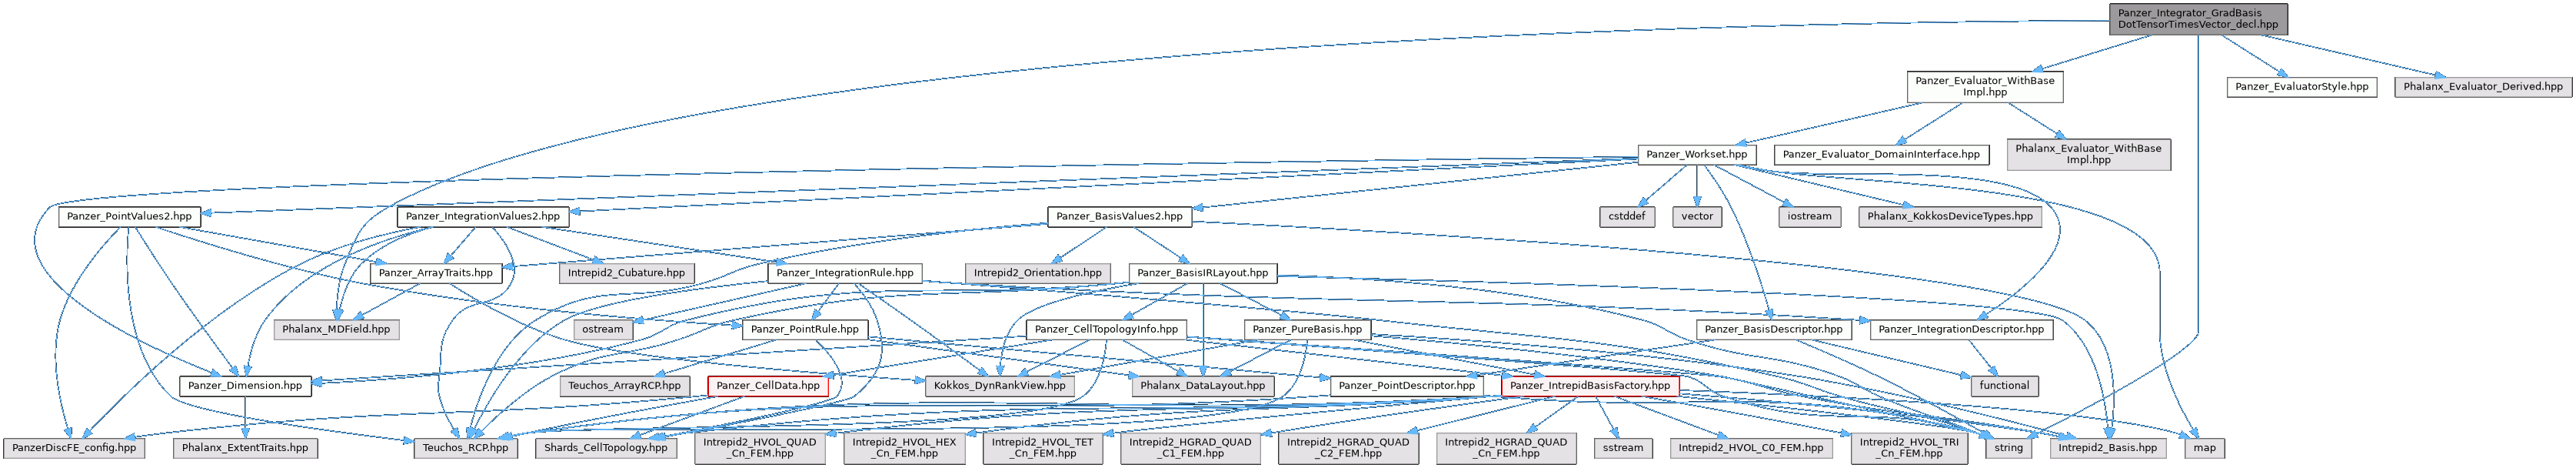 Panzer_Integrator_GradBasis
DotTensorTimesVector_decl.hpp
Panzer_Evaluator_WithBase
Impl.hpp
Panzer_EvaluatorStyle.hpp
Phalanx_Evaluator_Derived.hpp
Panzer_Workset.hpp
Panzer_Evaluator_DomainInterface.hpp
Phalanx_Evaluator_WithBase
Impl.hpp
Panzer_PointValues2.hpp
Panzer_IntegrationValues2.hpp
Panzer_BasisValues2.hpp
cstddef
vector
iostream
Phalanx_KokkosDeviceTypes.hpp
Panzer_ArrayTraits.hpp
Intrepid2_Cubature.hpp
Panzer_IntegrationRule.hpp
Intrepid2_Orientation.hpp
Panzer_BasisIRLayout.hpp
Phalanx_MDField.hpp
ostream
Panzer_PointRule.hpp
Panzer_CellTopologyInfo.hpp
Panzer_PureBasis.hpp
Panzer_BasisDescriptor.hpp
Panzer_IntegrationDescriptor.hpp
Panzer_Dimension.hpp
Teuchos_ArrayRCP.hpp
Panzer_CellData.hpp
Kokkos_DynRankView.hpp
Phalanx_DataLayout.hpp
Panzer_PointDescriptor.hpp
Panzer_IntrepidBasisFactory.hpp
functional
PanzerDiscFE_config.hpp
Phalanx_ExtentTraits.hpp
Teuchos_RCP.hpp
Shards_CellTopology.hpp
Intrepid2_HVOL_QUAD
_Cn_FEM.hpp
Intrepid2_HVOL_HEX
_Cn_FEM.hpp
Intrepid2_HVOL_TET
_Cn_FEM.hpp
Intrepid2_HGRAD_QUAD
_C1_FEM.hpp
Intrepid2_HGRAD_QUAD
_C2_FEM.hpp
Intrepid2_HGRAD_QUAD
_Cn_FEM.hpp
sstream
Intrepid2_HVOL_C0_FEM.hpp
Intrepid2_HVOL_TRI
_Cn_FEM.hpp
string
Intrepid2_Basis.hpp
map